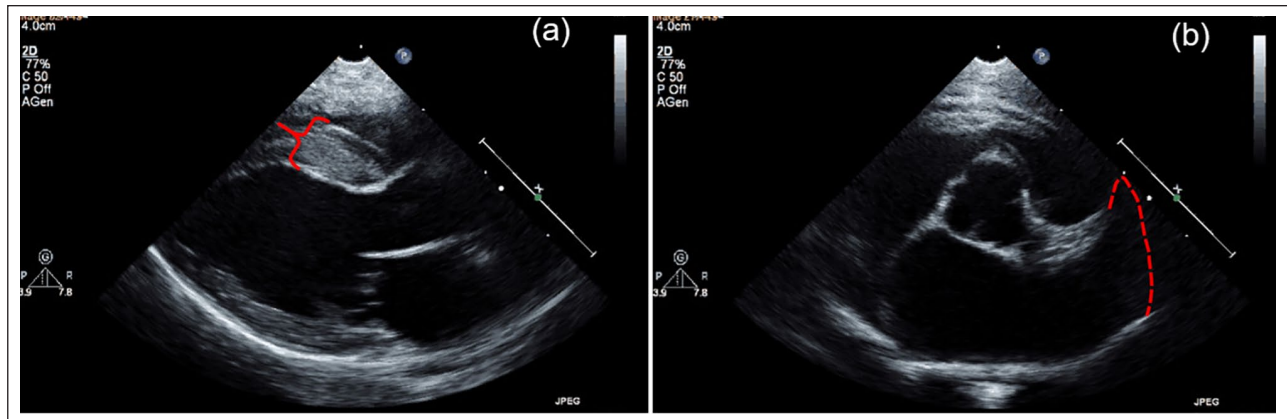 (a)
4.0cm
2D
77%
C 50
P Off
AGen
P
G
P R
3.9 7.8
JPEG
(b)
4.0cm
2D
77%
C 50
P Off
AGen
P
G
P R
3.9 7.8
JPEG